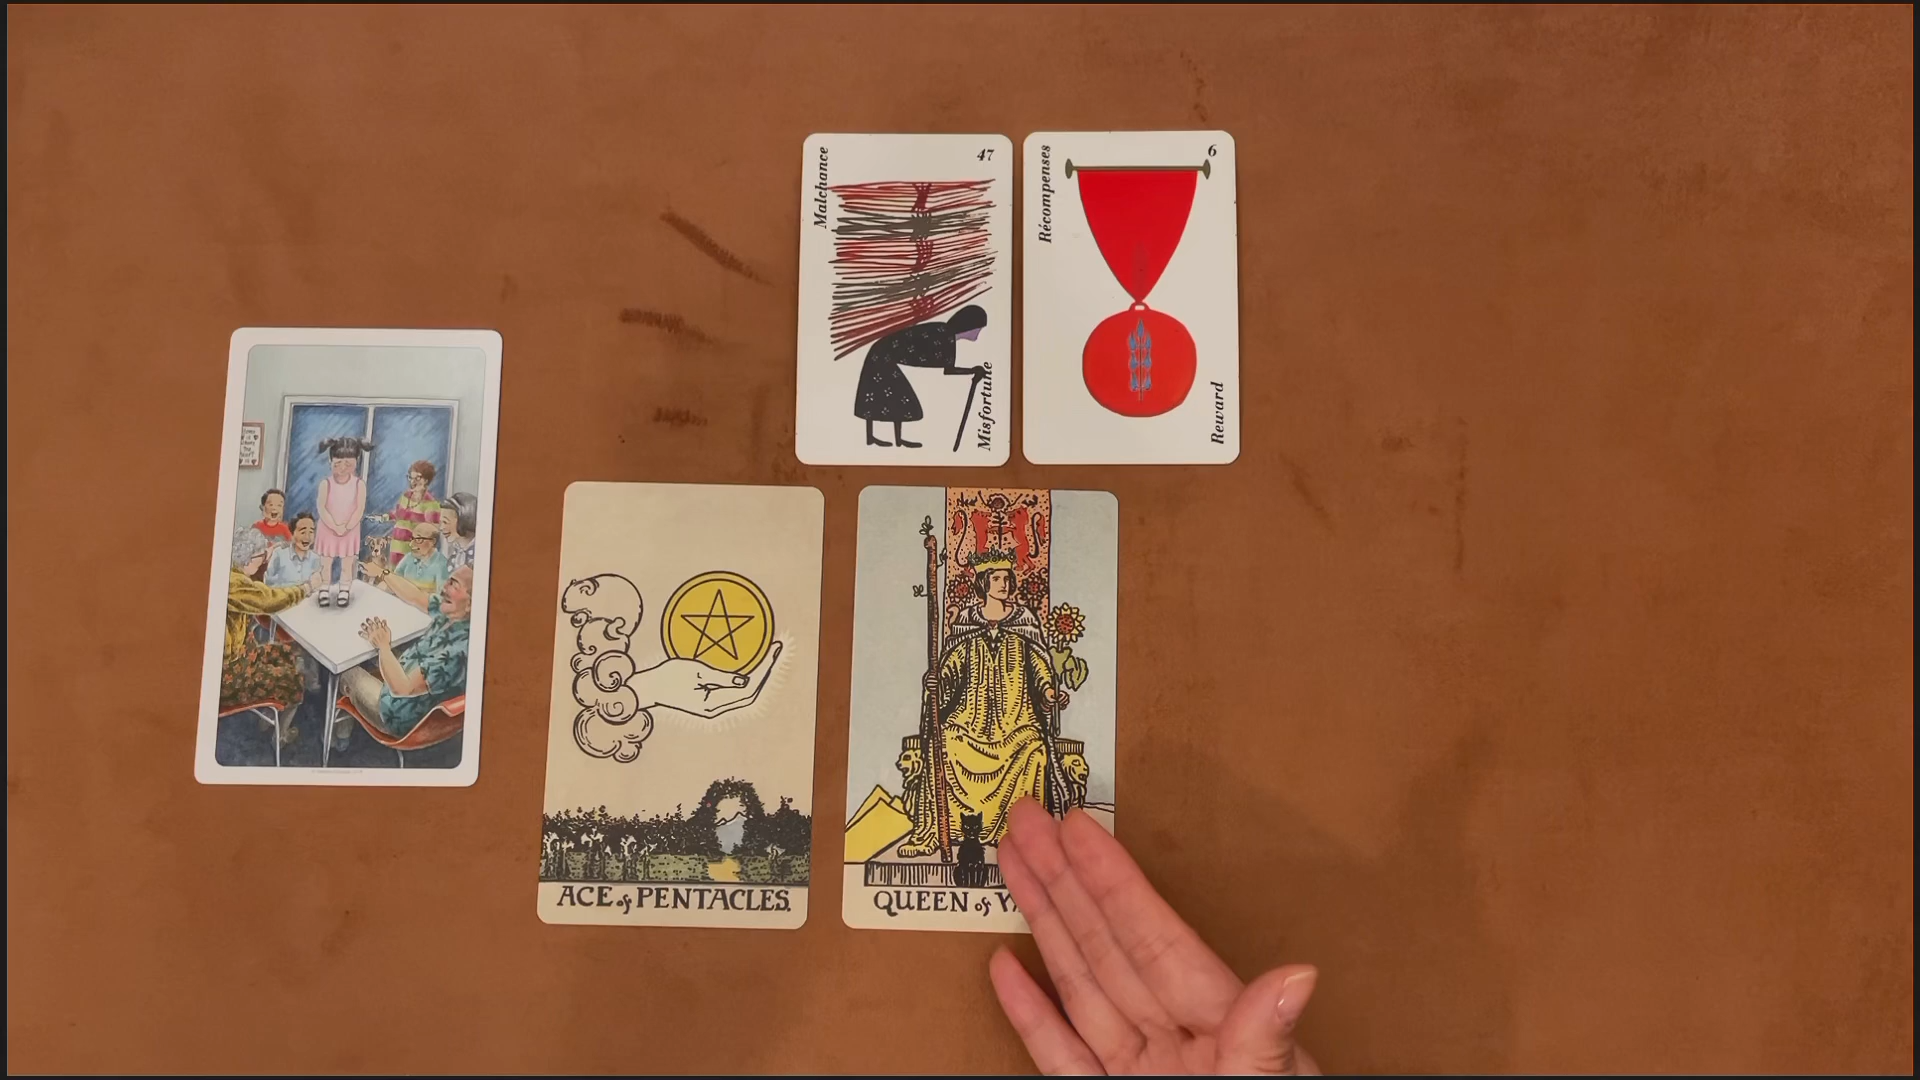 Malchance
47
Misfortune
Récompenses
6
Reward
ACE of PENTACLES.
QUEEN of